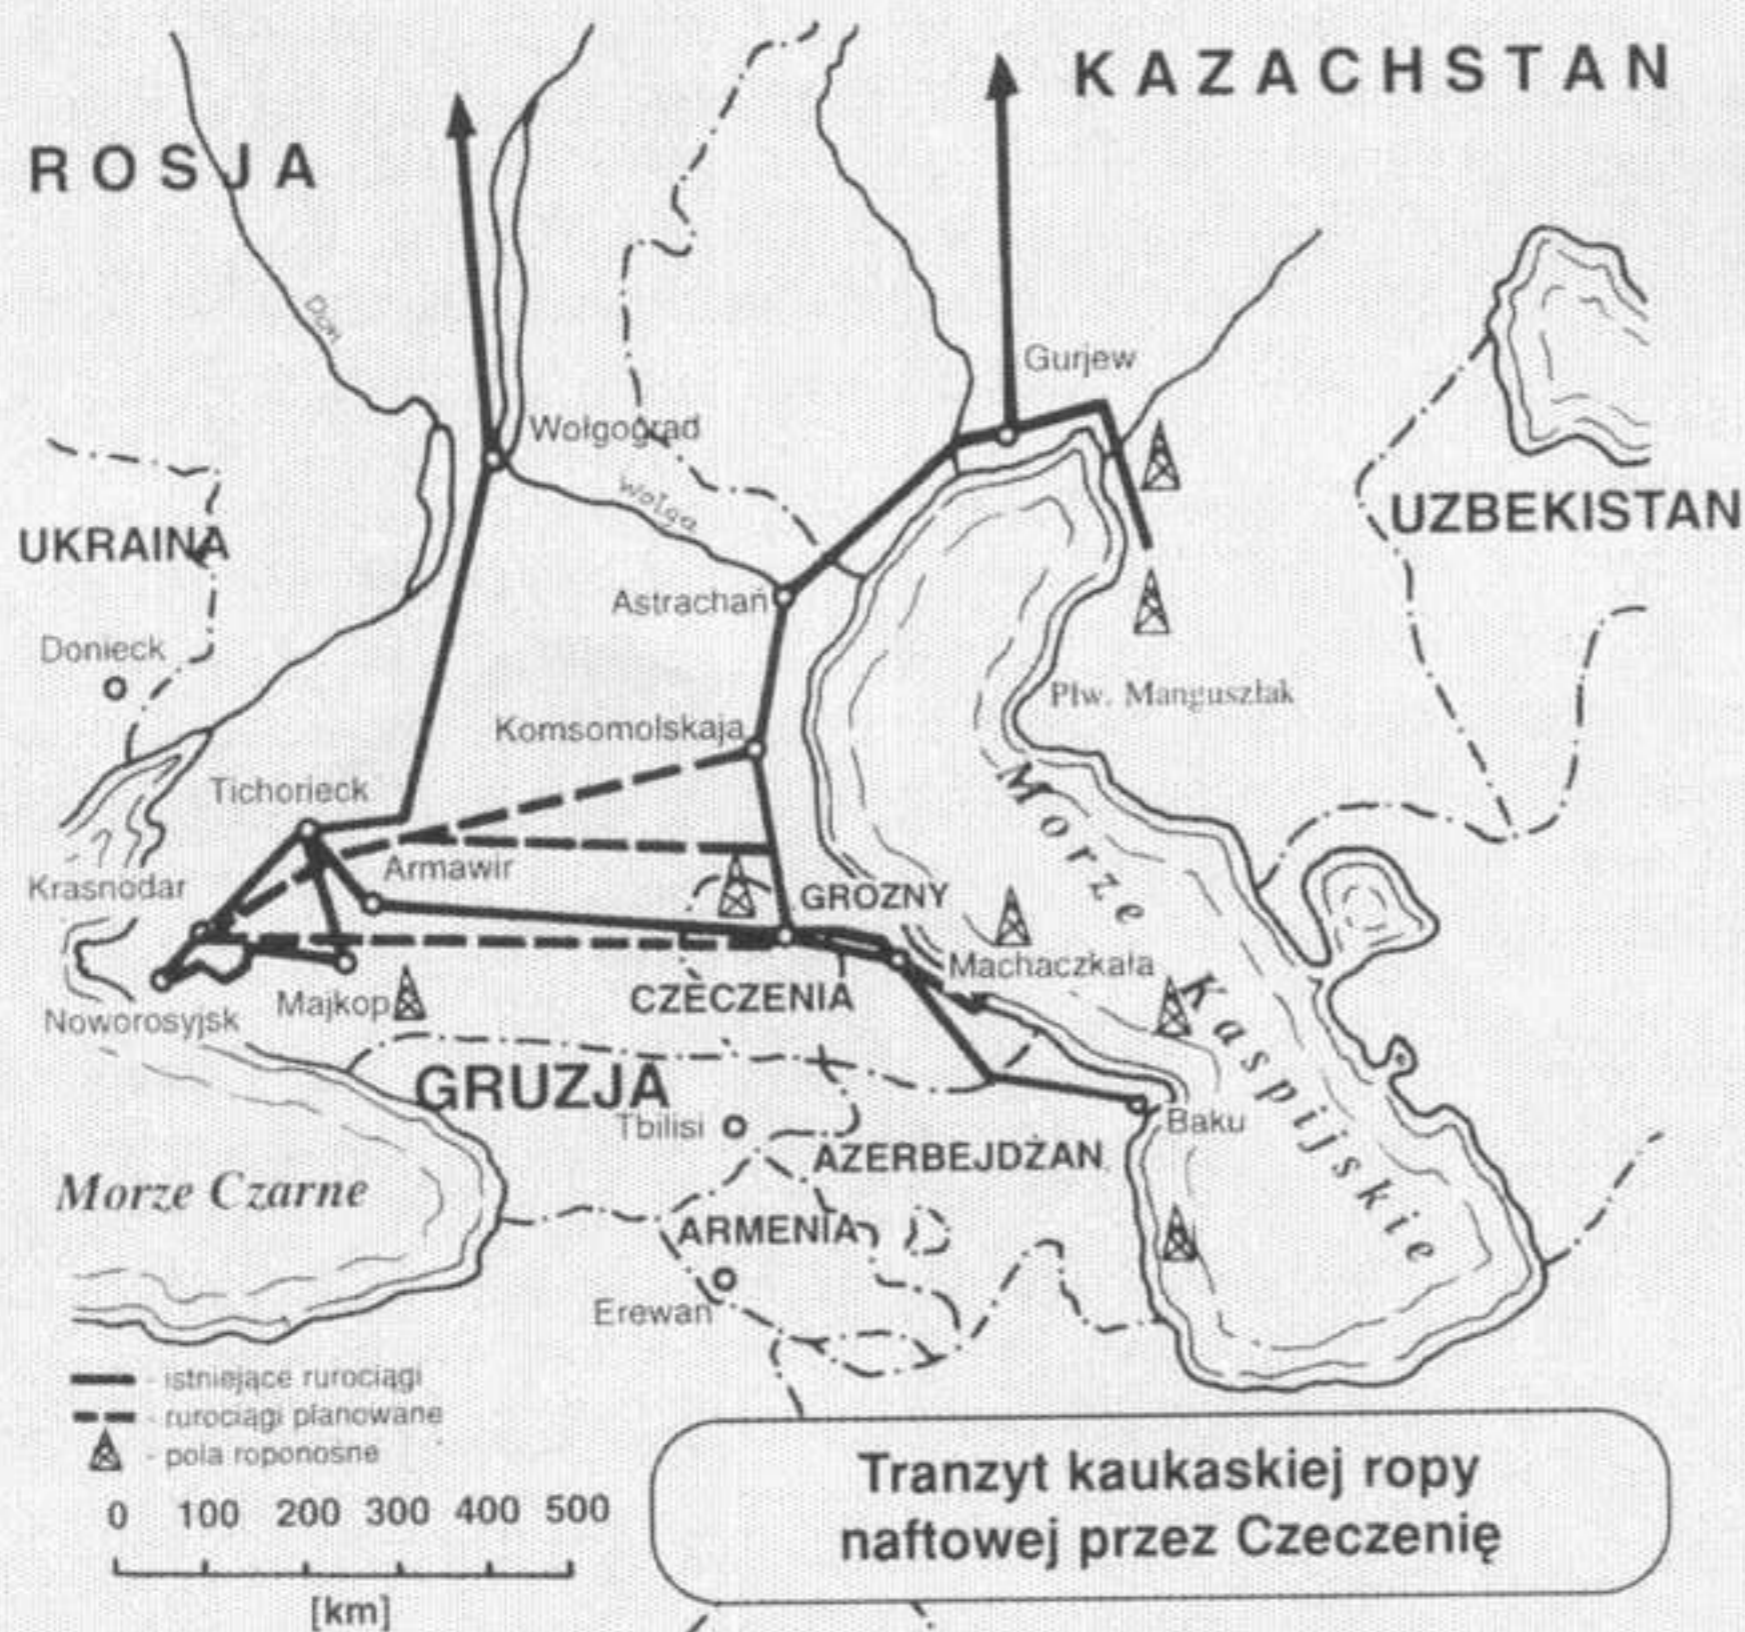 KAZACHSTAN
ROSJA
Don
Gurjew
Wołgograd
Wołga
UKRAINA
UZBEKISTAN
Astrachań
Donieck
Płw. Manguszłak
Komsomolskaja
Tichorieck
Armawir
Krasnodar
GROZNY
Morze Kaspijskie
Machaczkała
CZECZENIA
Majkop
Noworosyjsk
GRUZJA
Tbilisi
Baku
AZERBEJDŻAN
Morze Czarne
ARMENIA
Erewan
- istniejące rurociągi
- rurociągi planowane
- pola roponośne
0 100 200 300 400 500
[km]
Tranzyt kaukaskiej ropy
naftowej przez Czeczenię